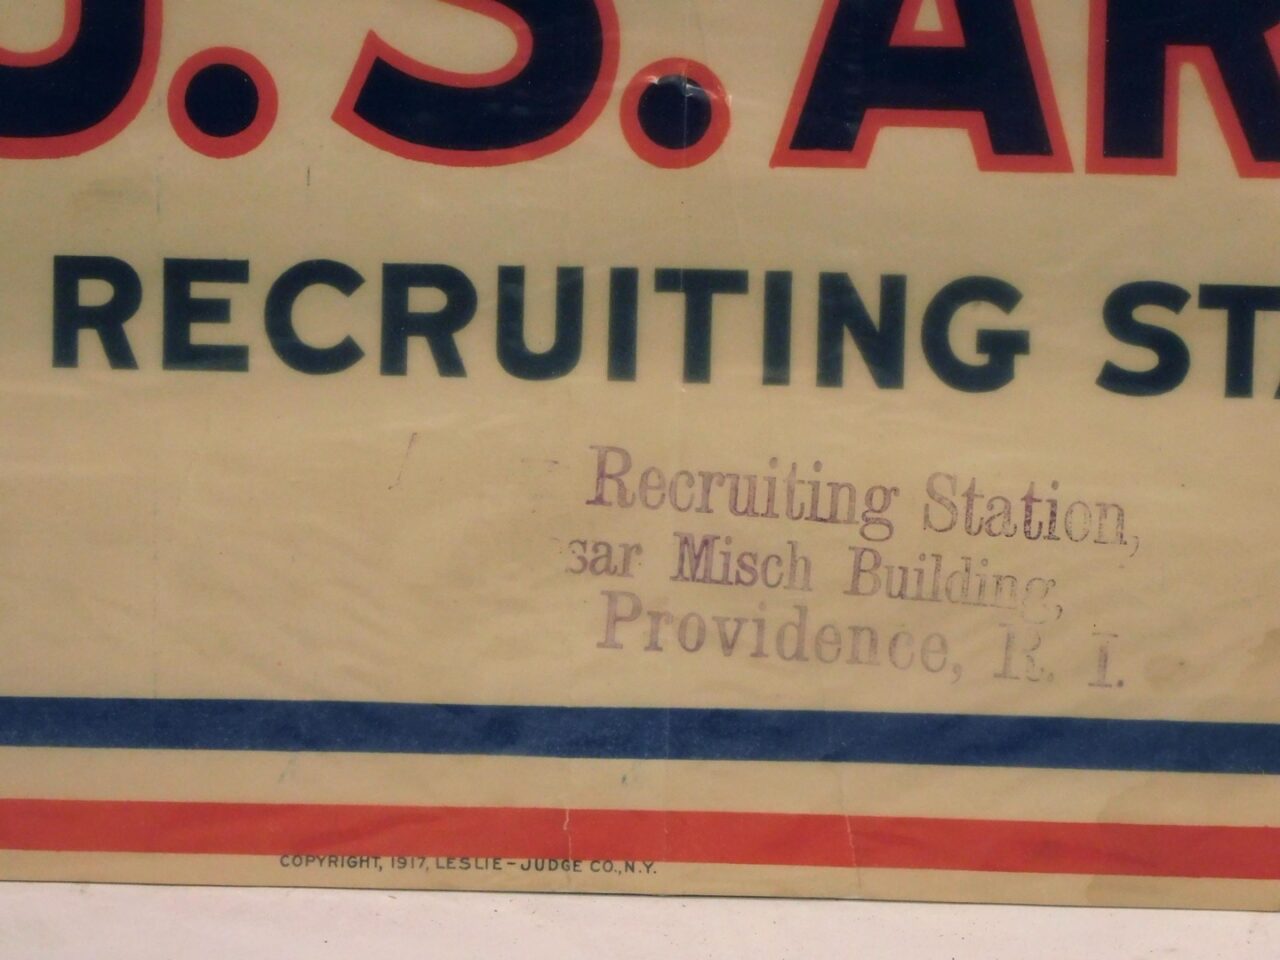 U. S. AR
RECRUITING STA
Recruiting Station,
sar Misch Building,
Providence, R. I.
COPYRIGHT, 1917, LESLIE-JUDGE CO., N.Y.